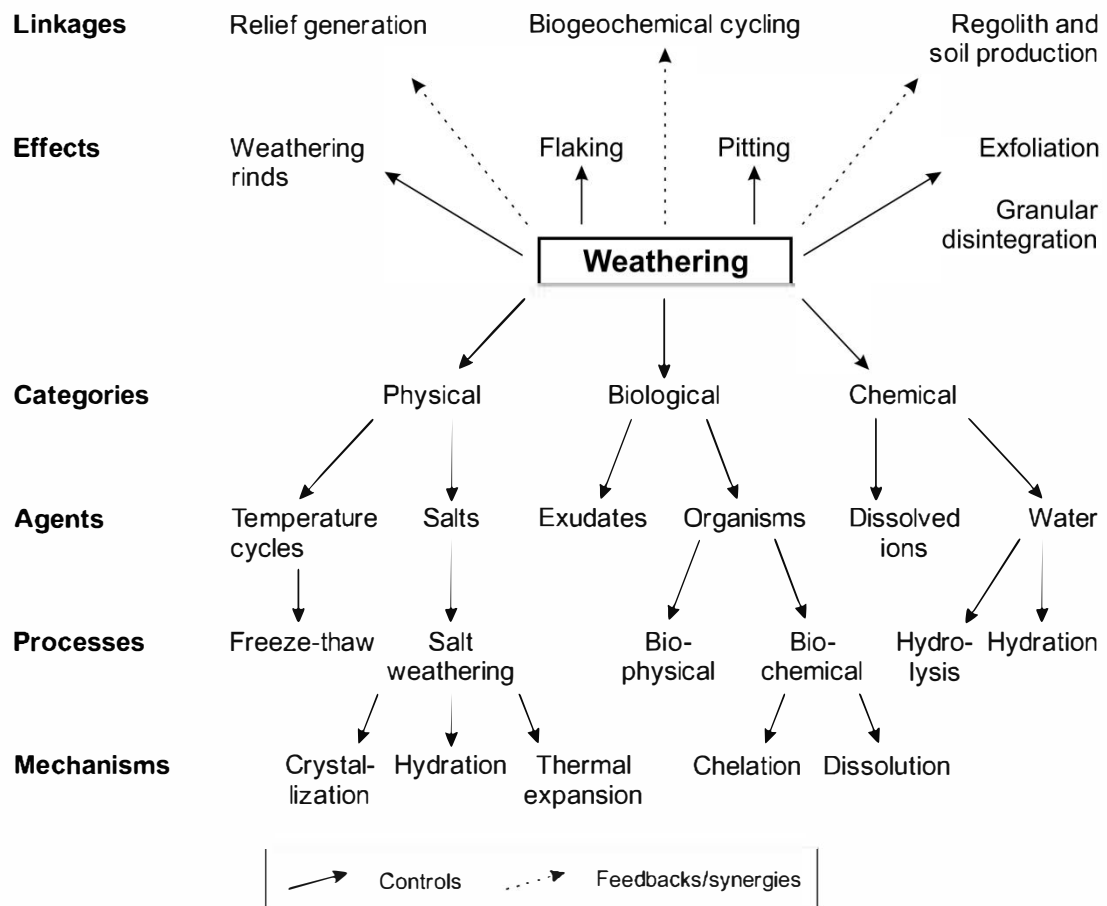 Linkages Relief generation Biogeochemical cycling Regolith and
soil production
Effects Weathering Flaking Pitting Exfoliation
rinds
Granular
disintegration
Weathering
Categories Physical Biological Chemical
Agents Temperature Salts Exudates Organisms Dissolved Water
cycles ions
Processes Freeze-thaw Salt Bio- Bio- Hydro- Hydration
weathering physical chemical lysis
Mechanisms Crystal- Hydration Thermal Chelation Dissolution
lization expansion
Controls Feedbacks/synergies